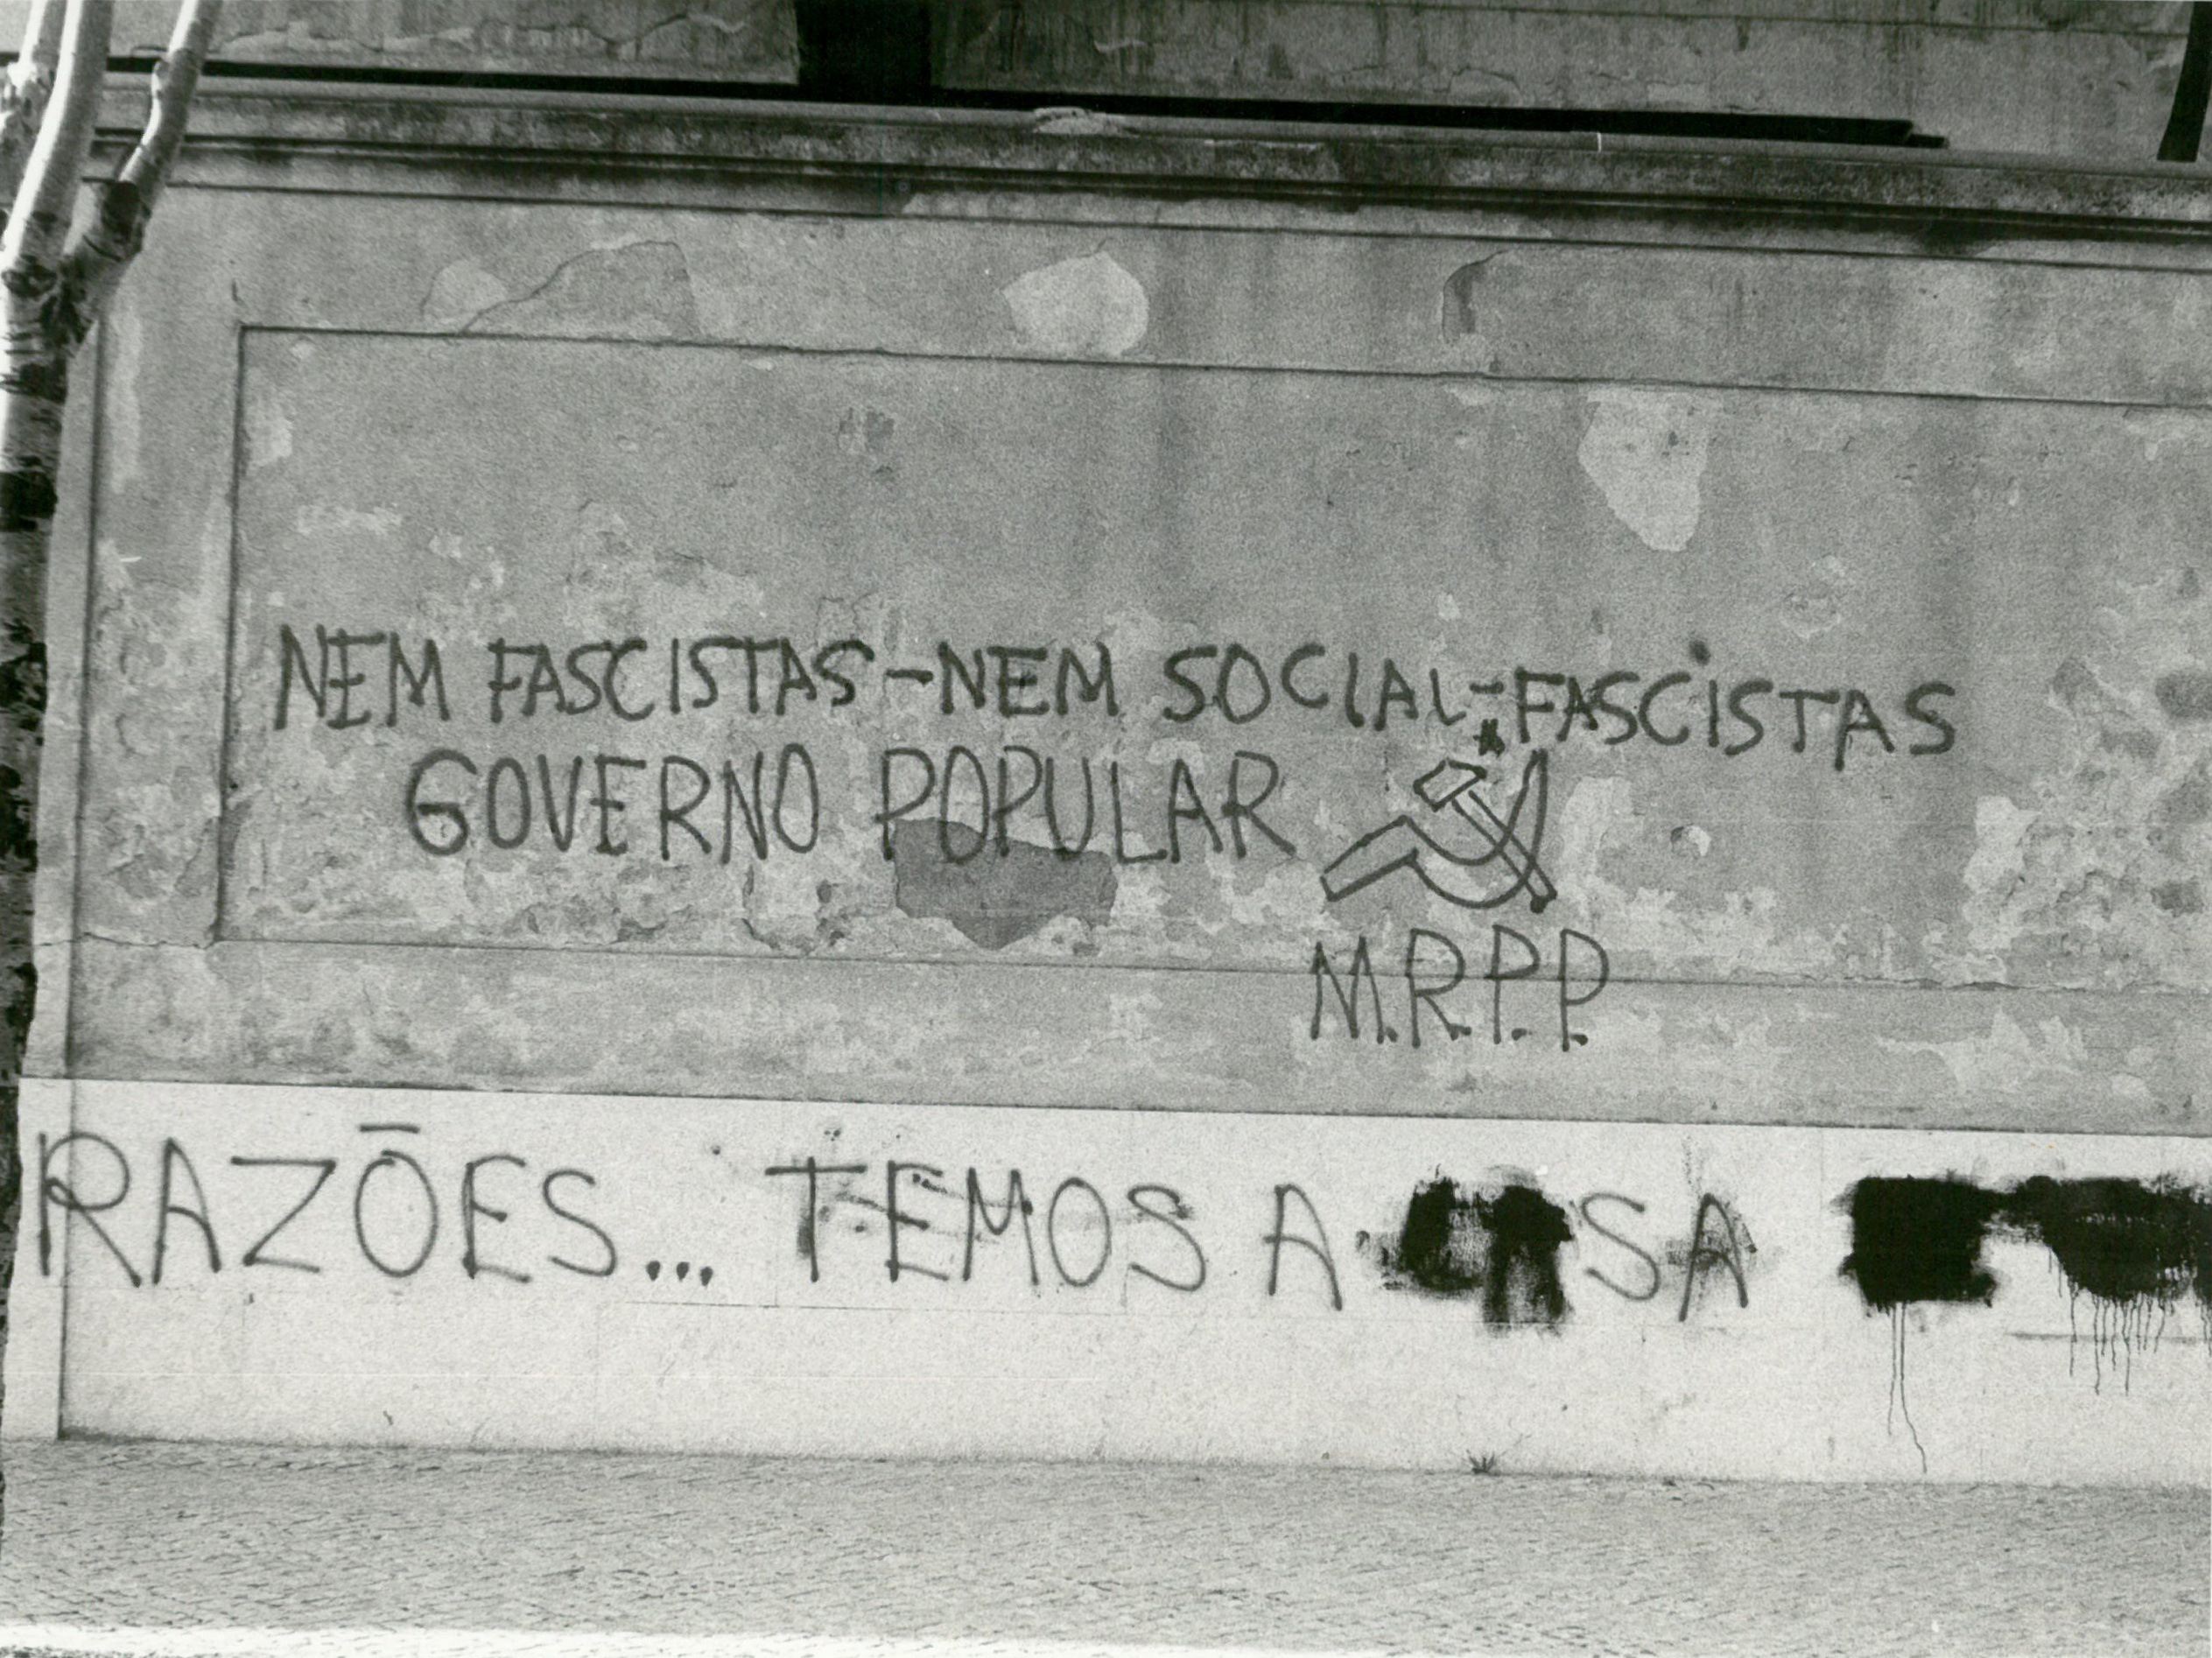 NEM FASCISTAS-NEM SOCIAL-FASCISTAS
GOVERNO POPULAR
M.R.P.P.
RAZÕES... TEMOS A